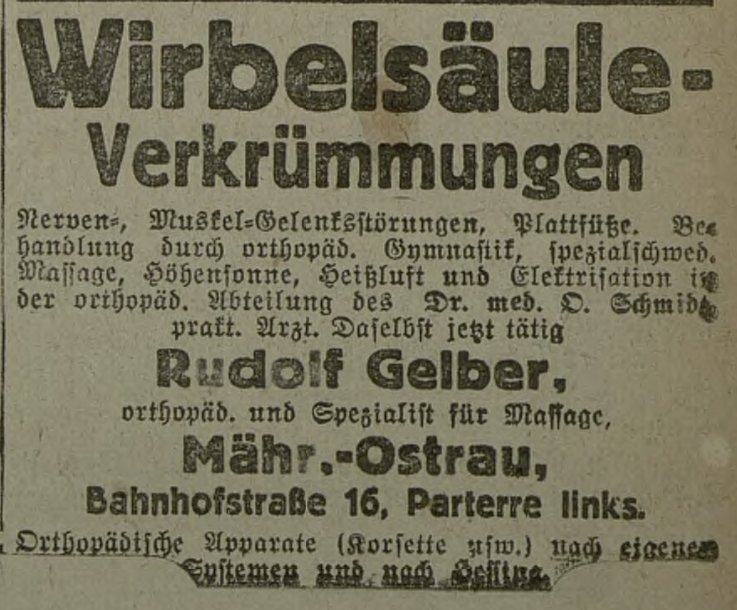 Wirbelsäule-
Verkrümmungen
Nerven-, Muskel-Gelenksstörungen, Plattfüße. Be-
handlung durch orthopäd. Gymnastik, spezialschwed.
Massage, Höhensonne, Heißluft und Elektrisation in
der orthopäd. Abteilung des Dr. med. O. Schmidt
prakt. Arzt. Daselbst jetzt tätig
Rudolf Gelber,
orthopäd. und Spezialist für Massage,
Mähr.-Ostrau,
Bahnhofstraße 16, Parterre links.
Orthopädische Apparate (Korsette usw.) nach eigenen
Systemen und nach Hessing.